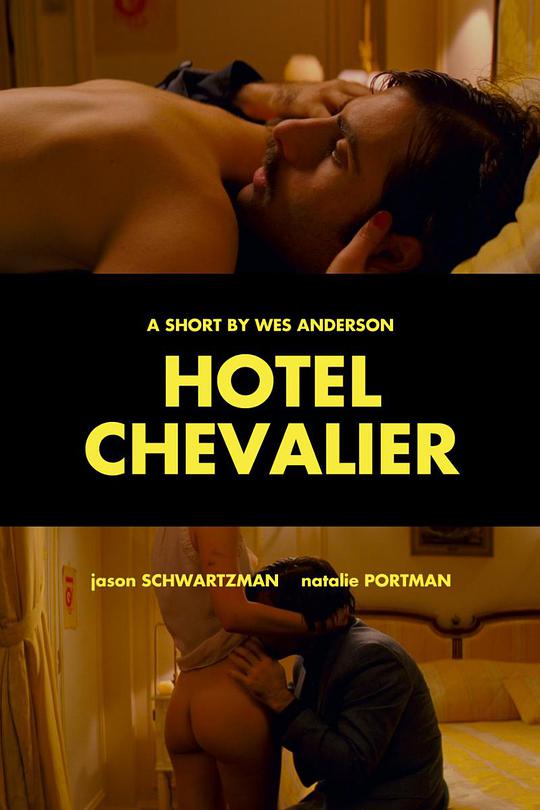 A SHORT BY WES ANDERSON
HOTEL
CHEVALIER
jason SCHWARTZMAN natalie PORTMAN